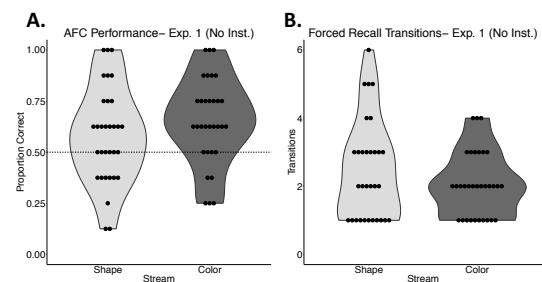 A.
AFC Performance– Exp. 1 (No Inst.)
1.00
0.75
0.50
0.25
0.00
Proportion Correct
Shape
Color
Stream
B.
Forced Recall Transitions– Exp. 1 (No Inst.)
6
4
2
0
Transitions
Shape
Color
Stream